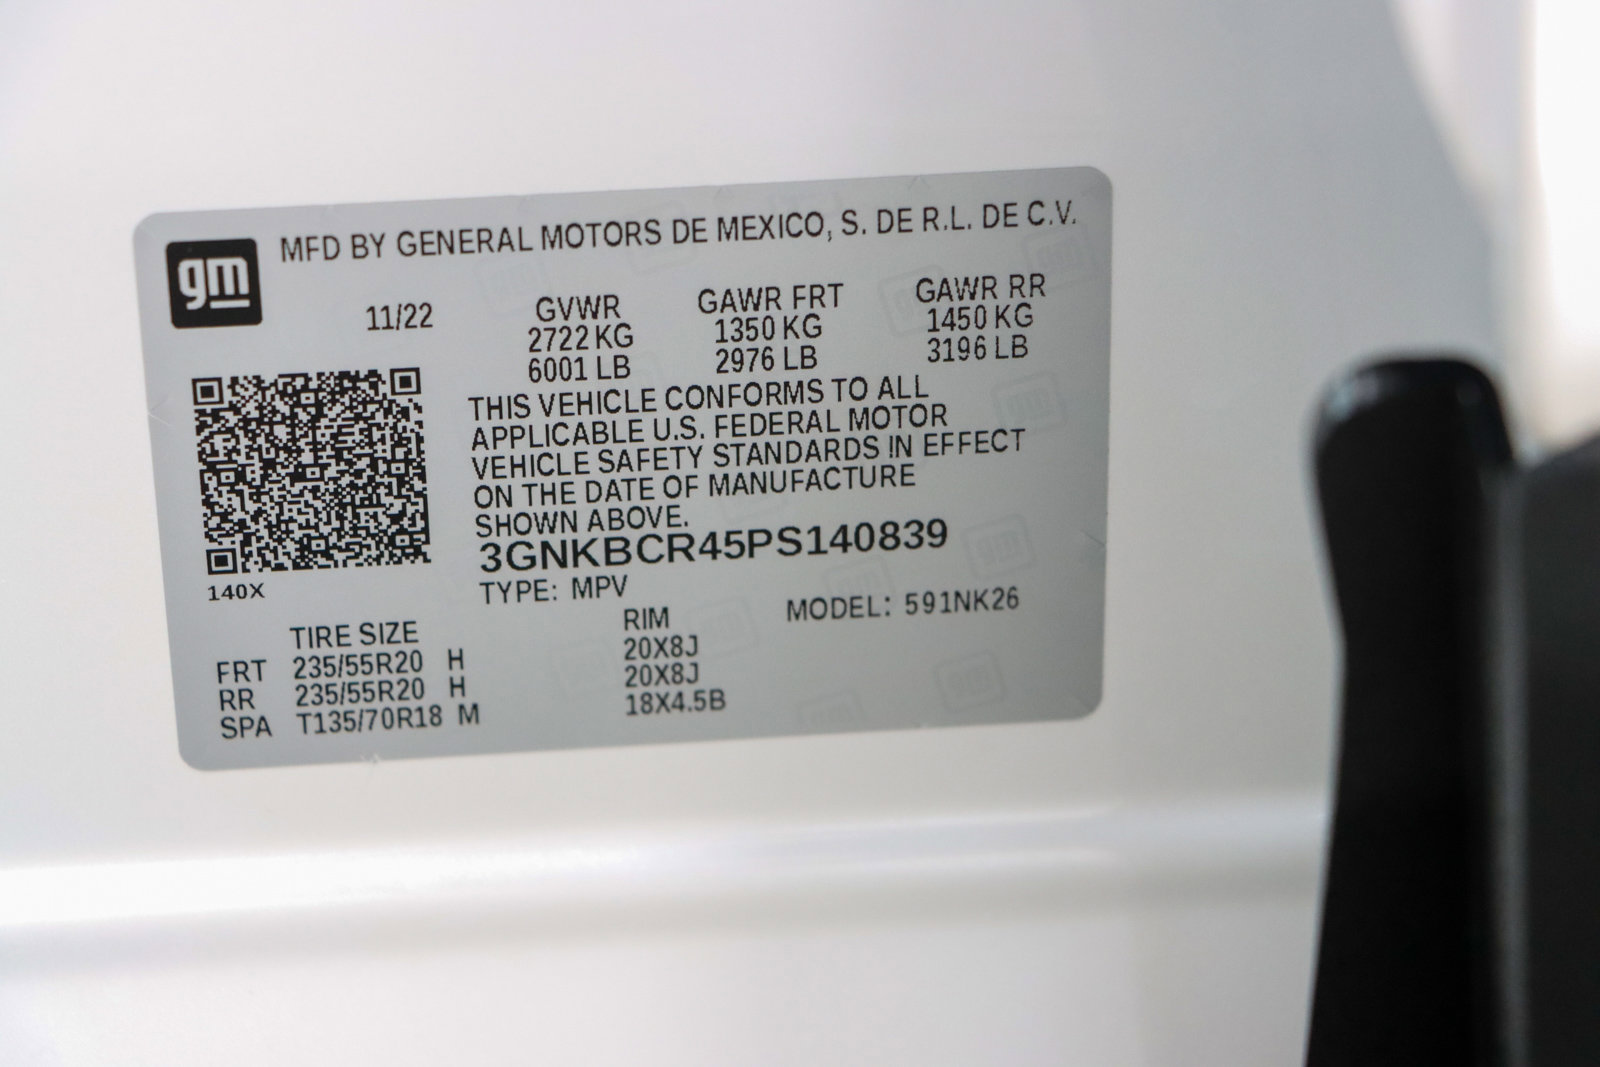 gm
MFD BY GENERAL MOTORS DE MEXICO, S. DE R.L. DE C.V.
11/22 GVWR GAWR FRT GAWR RR
2722 KG 1350 KG 1450 KG
6001 LB 2976 LB 3196 LB
THIS VEHICLE CONFORMS TO ALL
APPLICABLE U.S. FEDERAL MOTOR
VEHICLE SAFETY STANDARDS IN EFFECT
ON THE DATE OF MANUFACTURE
SHOWN ABOVE.
3GNKBCR45PS140839
140X
TYPE: MPV
MODEL: 591NK26
TIRE SIZE RIM
FRT 235/55R20 H 20X8J
RR 235/55R20 H 20X8J
SPA T135/70R18 M 18X4.5B